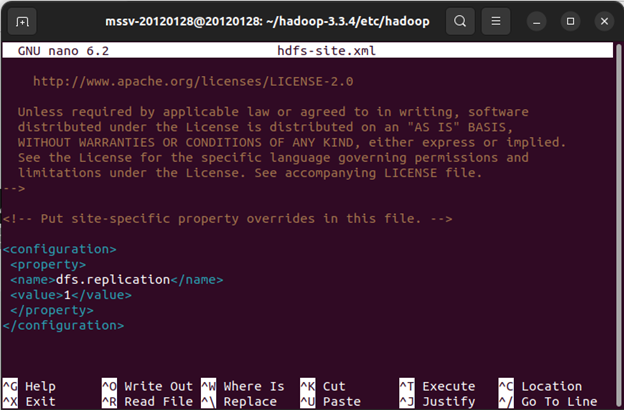 mssv-20120128@20120128: ~/hadoop-3.3.4/etc/hadoop
GNU nano 6.2 hdfs-site.xml
http://www.apache.org/licenses/LICENSE-2.0
Unless required by applicable law or agreed to in writing, software
distributed under the License is distributed on an "AS IS" BASIS,
WITHOUT WARRANTIES OR CONDITIONS OF ANY KIND, either express or implied.
See the License for the specific language governing permissions and
limitations under the License. See accompanying LICENSE file.
-->
<!-- Put site-specific property overrides in this file. -->
<configuration>
<property>
<name>dfs.replication</name>
<value>1</value>
</property>
</configuration>
^G Help ^O Write Out ^W Where Is ^K Cut ^T Execute ^C Location
^X Exit ^R Read File ^\ Replace ^U Paste ^J Justify ^/ Go To Line